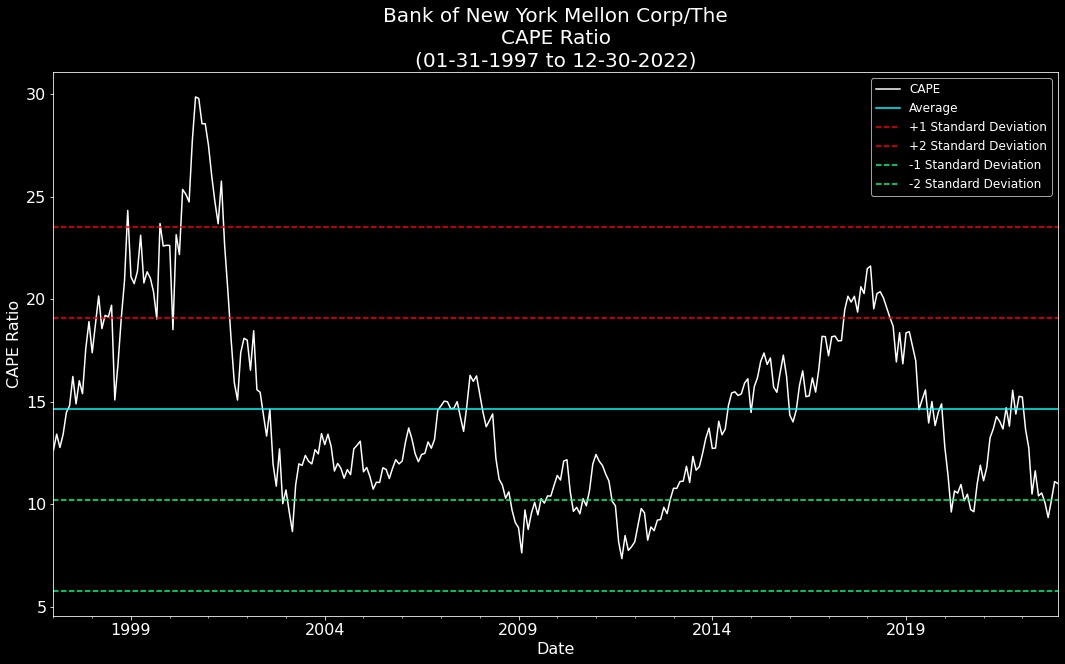 Bank of New York Mellon Corp/The
CAPE Ratio
(01-31-1997 to 12-30-2022)
CAPE
Average
+1 Standard Deviation
+2 Standard Deviation
-1 Standard Deviation
-2 Standard Deviation
CAPE Ratio
30
25
20
15
10
5
1999 2004 2009 2014 2019
Date